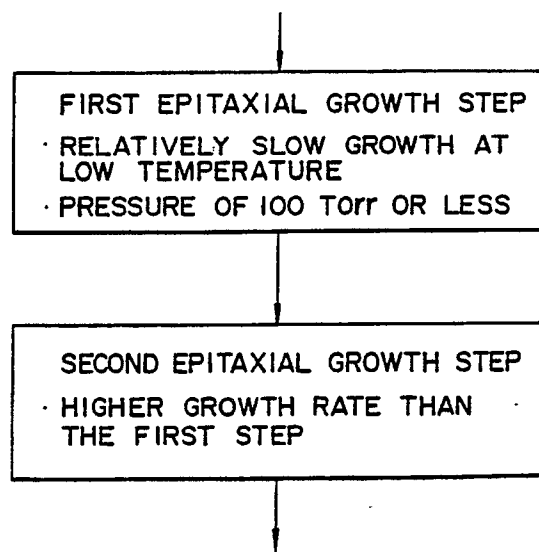 FIRST EPITAXIAL GROWTH STEP
· RELATIVELY SLOW GROWTH AT
LOW TEMPERATURE
· PRESSURE OF 100 Torr OR LESS
SECOND EPITAXIAL GROWTH STEP
· HIGHER GROWTH RATE THAN
THE FIRST STEP